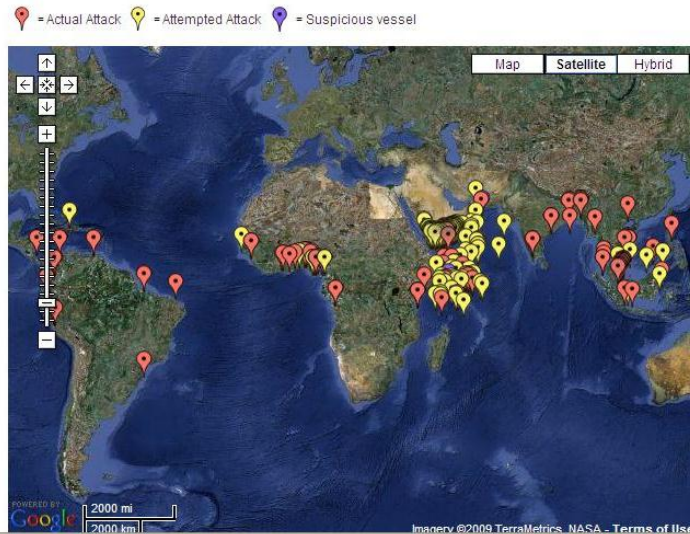 = Actual Attack = Attempted Attack = Suspicious vessel
Map Satellite Hybrid
2000 mi
POWERED BY
Google
2000 km
Imagery ©2009 TerraMetrics, NASA - Terms of Use